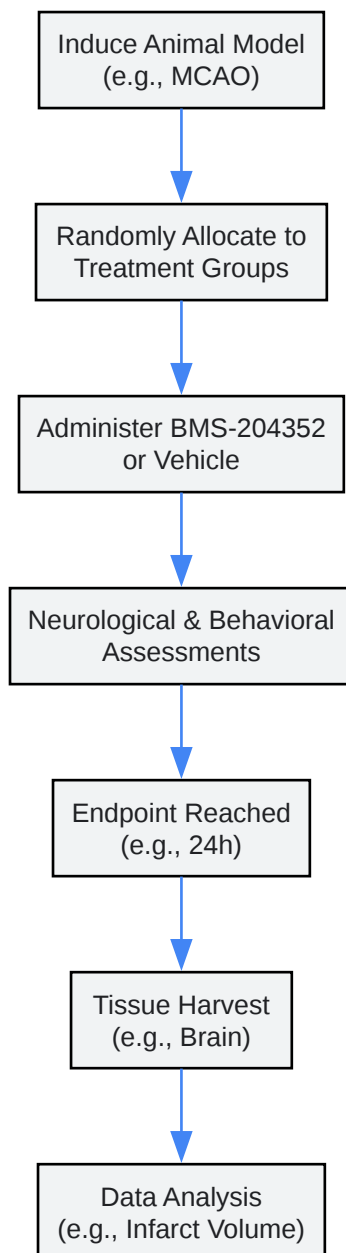 Induce Animal Model
(e.g., MCAO)
Randomly Allocate to
Treatment Groups
Administer BMS-204352
or Vehicle
Neurological & Behavioral
Assessments
Endpoint Reached
(e.g., 24h)
Tissue Harvest
(e.g., Brain)
Data Analysis
(e.g., Infarct Volume)